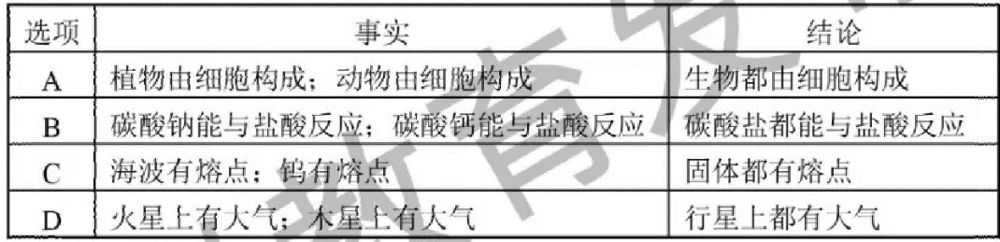 选项 事实 结论
A 植物由细胞构成；动物由细胞构成 生物都由细胞构成
B 碳酸钠能与盐酸反应；碳酸钙能与盐酸反应 碳酸盐都能与盐酸反应
C 海波有熔点；钨有熔点 固体都有熔点
D 火星上有大气；木星上有大气 行星上都有大气
教育发